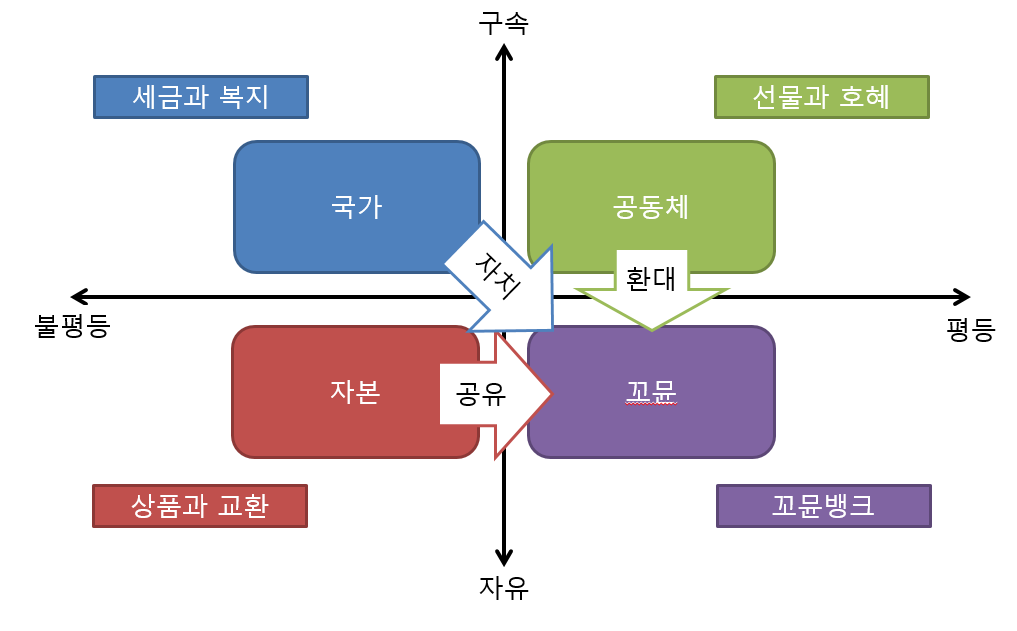 구속
세금과 복지
선물과 호혜
국가
공동체
자치
환대
불평등
평등
자본
공유
꼬뮨
상품과 교환
꼬뮨뱅크
자유